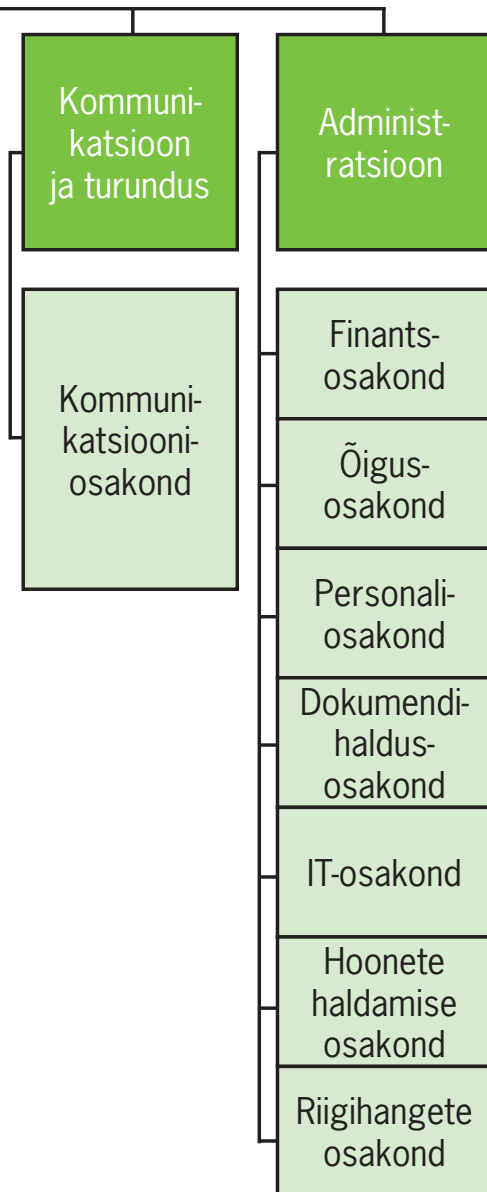 Kommuni-
katsioon
ja turundus
Kommuni-
katsiooni-
osakond
Administ-
ratsioon
Finants-
osakond
Õigus-
osakond
Personali-
osakond
Dokumendi-
haldus-
osakond
IT-osakond
Hoonete
haldamise
osakond
Riigihangete
osakond